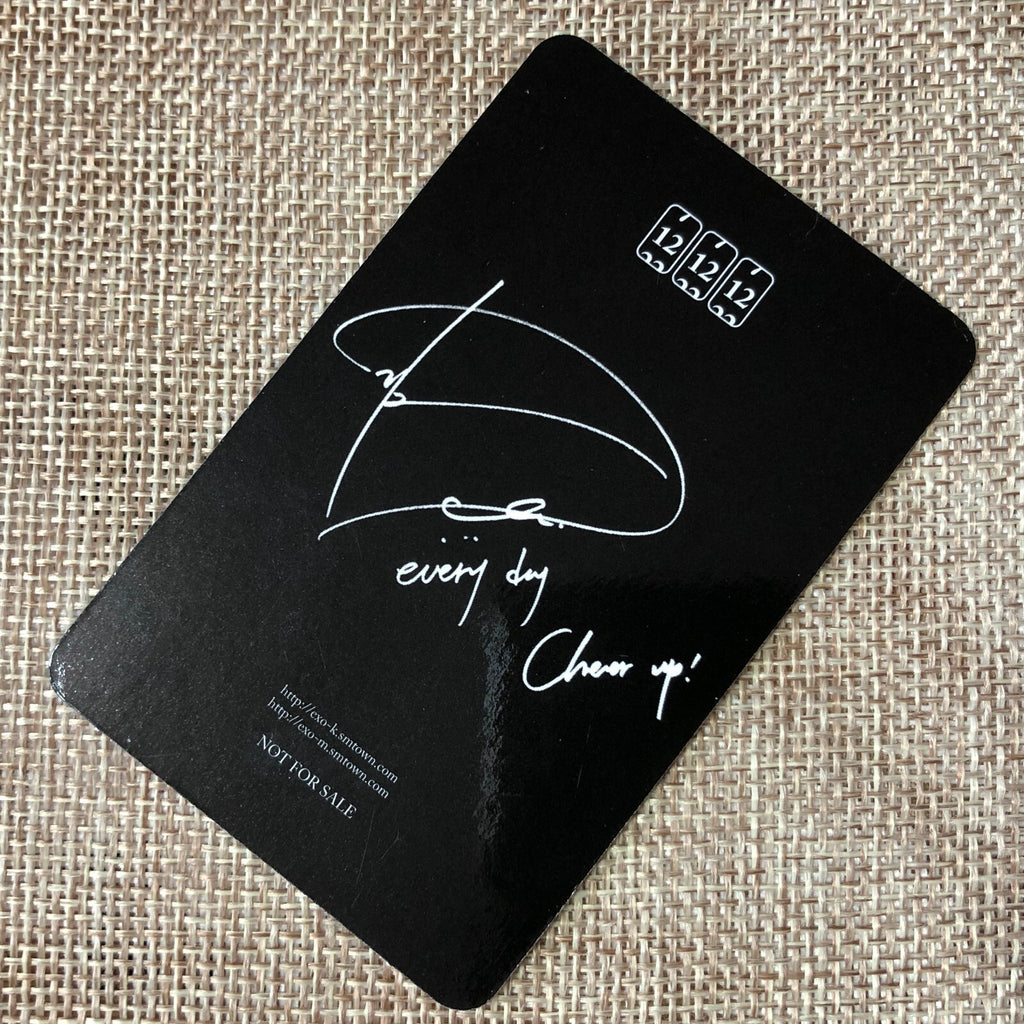 12 12 12
every day
Cheer up!
http://exo-k.smtown.com
http://exo-m.smtown.com
NOT FOR SALE